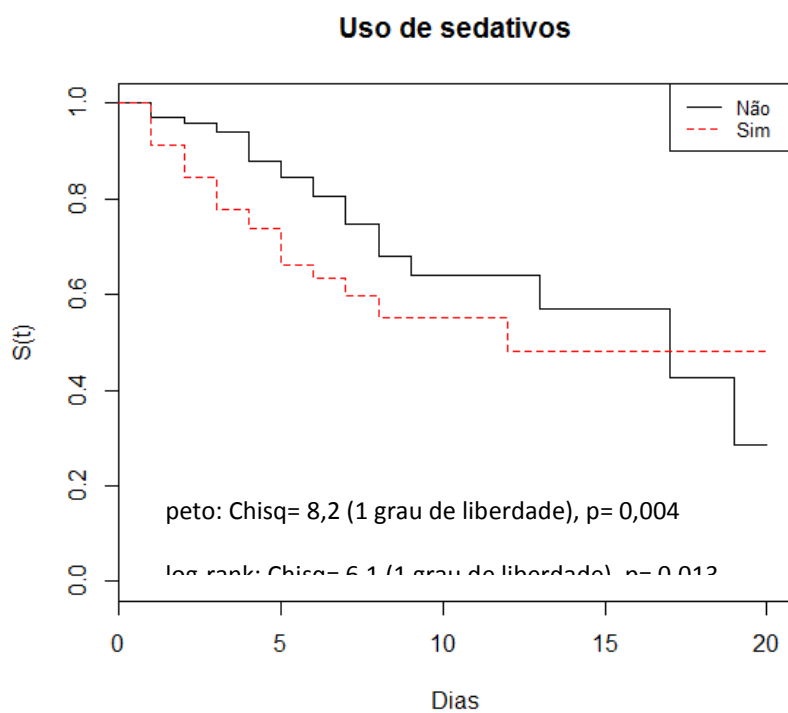 Uso de sedativos
Não
Sim
1.0
0.8
0.6
0.4
0.2
0.0
S(t)
peto: Chisq= 8,2 (1 grau de liberdade), p= 0,004
log-rank: Chisq= 6,1 (1 grau de liberdade), p= 0,013
0 5 10 15 20
Dias